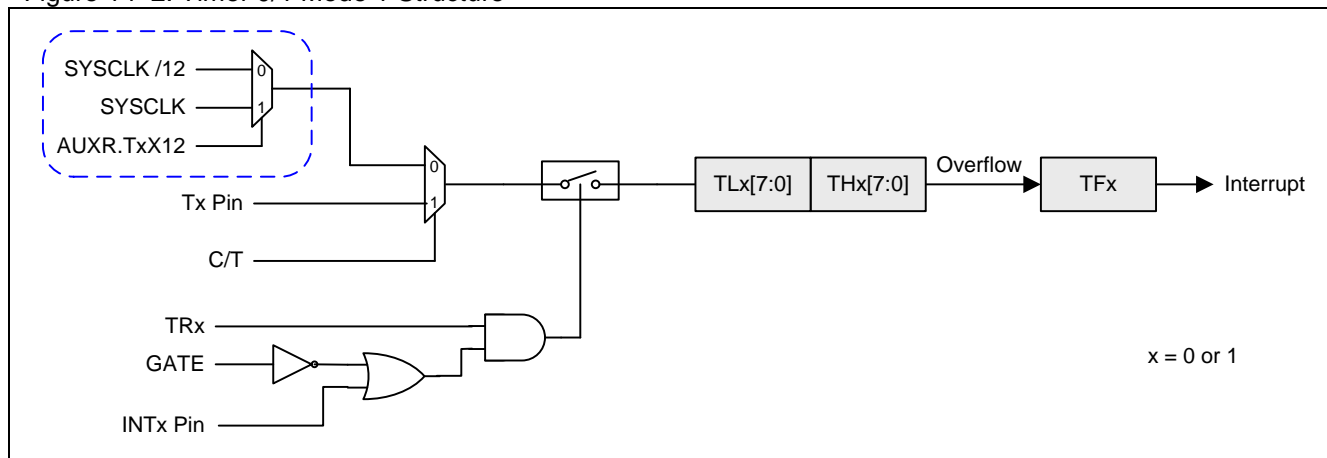 Figure 14-2. Timer 0/1 Mode 1 Structure
SYSCLK /12
0
SYSCLK
1
AUXR.TxX12
0
Tx Pin
1
C/T
TLx[7:0]
THx[7:0]
Overflow
TFx
Interrupt
TRx
GATE
INTx Pin
x = 0 or 1